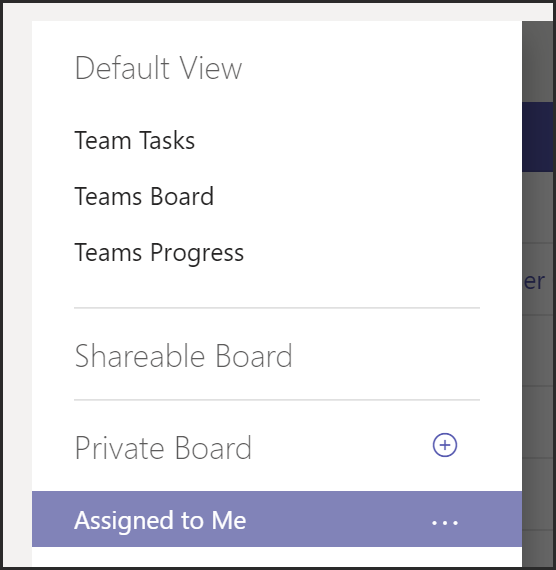 Default View
Team Tasks
Teams Board
Teams Progress
er
Shareable Board
Private Board
Assigned to Me